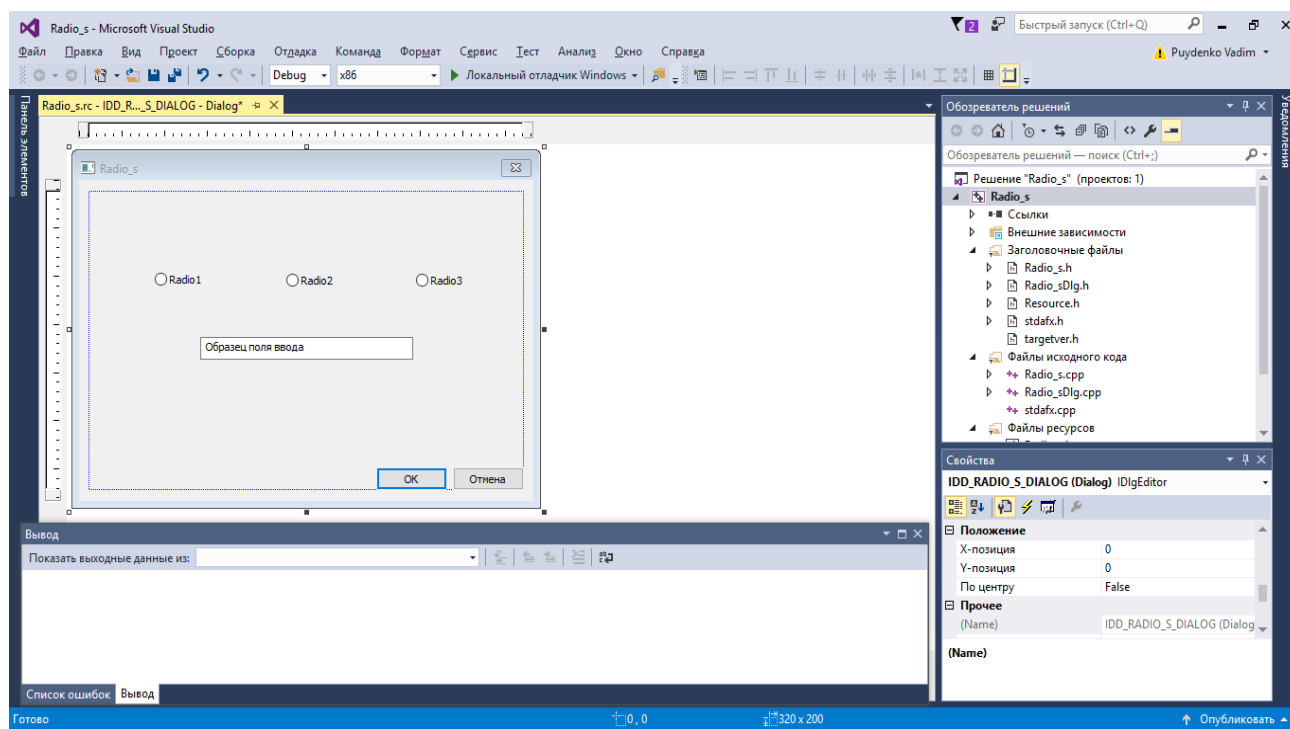 Radio_s - Microsoft Visual Studio
2
Быстрый запуск (Ctrl+Q)
Файл Правка Вид Проект Сборка Отладка Команда Формат Сервис Тест Анализ Окно Справка
Puydenko Vadim
Debug x86 Локальный отладчик Windows
Панель элементов
Radio_s.rc - IDD_R..._S_DIALOG - Dialog*
Radio_s
Radio1 Radio2 Radio3
Образец поля ввода
OK Отмена
Вывод
Показать выходные данные из:
Список ошибок Вывод
Обозреватель решений
Обозреватель решений — поиск (Ctrl+;)
Решение "Radio_s" (проектов: 1)
Radio_s
Ссылки
Внешние зависимости
Заголовочные файлы
Radio_s.h
Radio_sDlg.h
Resource.h
stdafx.h
targetver.h
Файлы исходного кода
Radio_s.cpp
Radio_sDlg.cpp
stdafx.cpp
Файлы ресурсов
Свойства
IDD_RADIO_S_DIALOG (Dialog) IDlgEditor
Положение
X-позиция 0
Y-позиция 0
По центру False
Прочее
(Name) IDD_RADIO_S_DIALOG (Dialog
(Name)
Уведомления
Готово 0, 0 320 x 200 Опубликовать